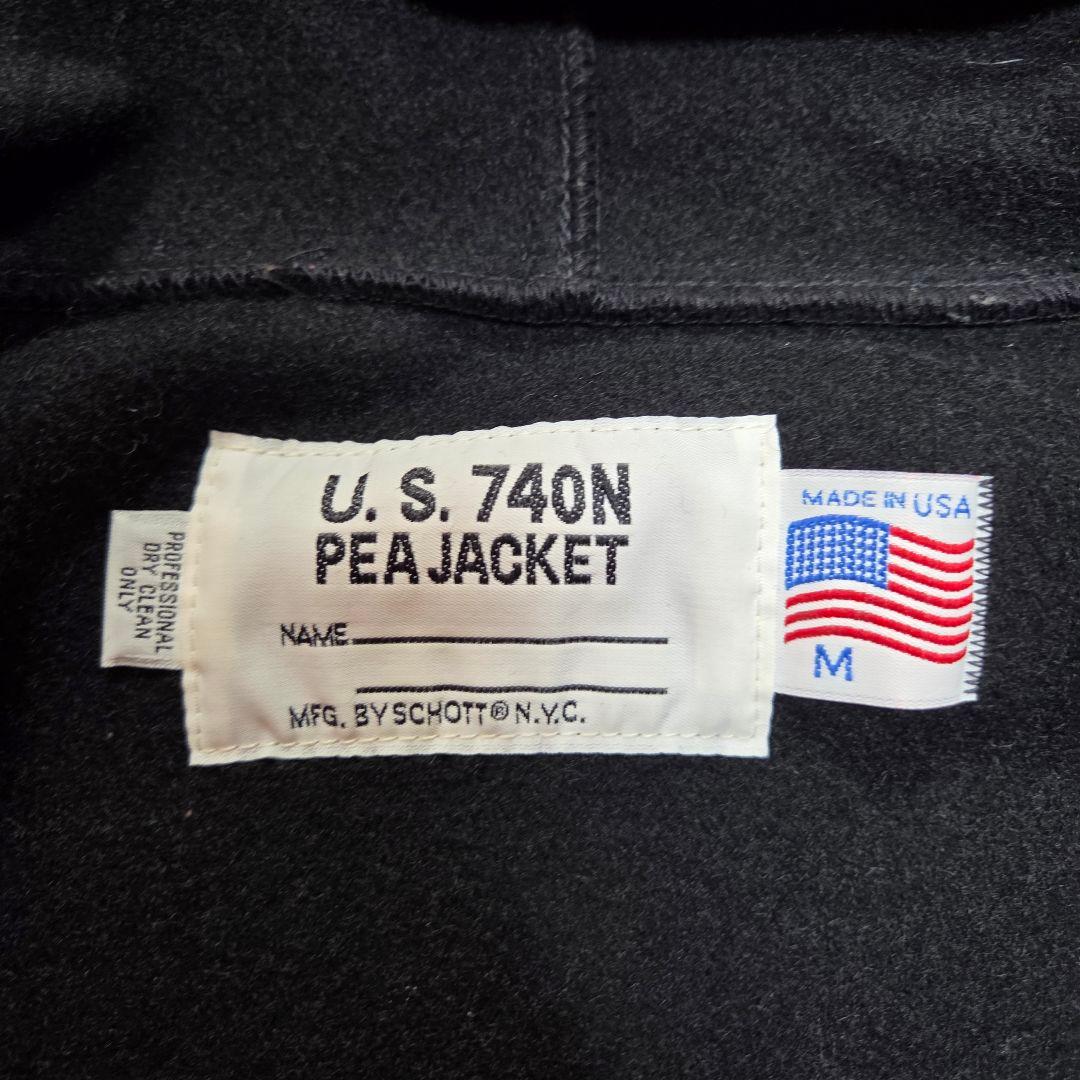 U. S. 740N
PEA JACKET
NAME
MFG. BY SCHOTT® N.Y.C.
PROFESSIONAL
DRY CLEAN
ONLY
MADE IN USA
M